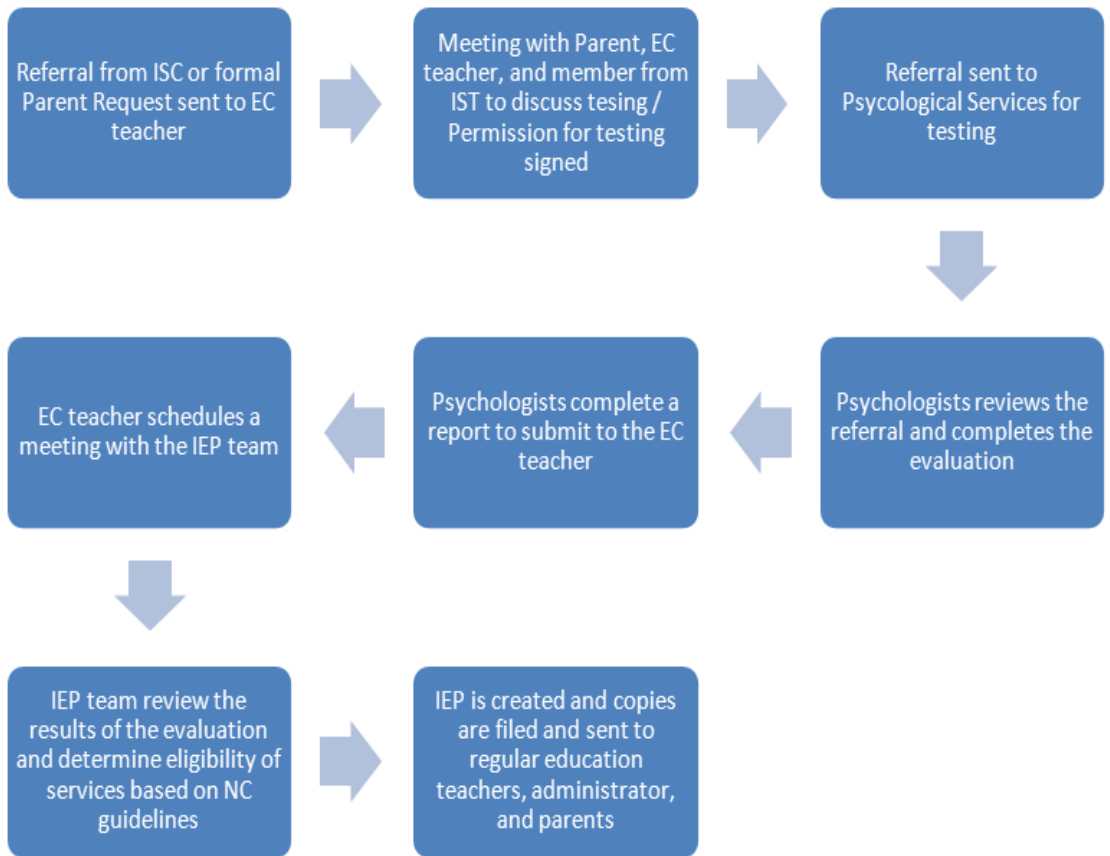 Referral from ISC or formal
Parent Request sent to EC
teacher
Meeting with Parent, EC
teacher, and member from
IST to discuss tesing /
Permission for testing
signed
Referral sent to
Psycological Services for
testing
Psychologists reviews the
referral and completes the
evaluation
Psychologists complete a
report to submit to the EC
teacher
EC teacher schedules a
meeting with the IEP team
IEP team review the
results of the evaluation
and determine eligibility of
services based on NC
guidelines
IEP is created and copies
are filed and sent to
regular education
teachers, administrator,
and parents